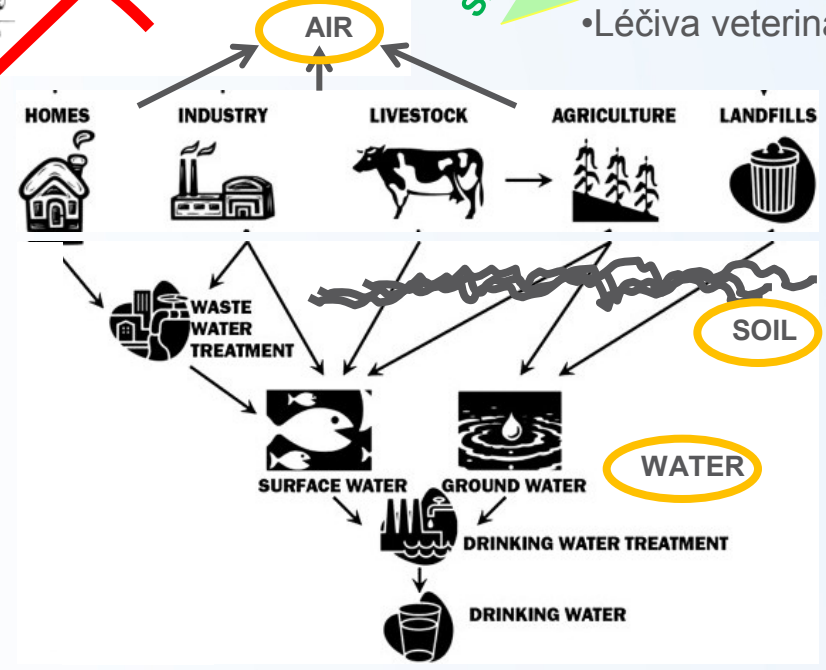 AIR
•Léčiva veteriná
HOMES INDUSTRY LIVESTOCK AGRICULTURE LANDFILLS
WASTE
WATER
TREATMENT
SOIL
WATER
SURFACE WATER GROUND WATER
DRINKING WATER TREATMENT
DRINKING WATER